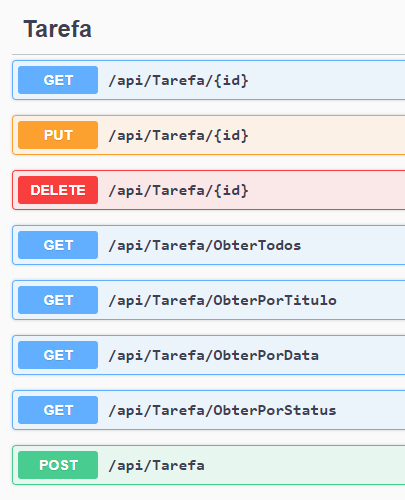 Tarefa
GET /api/Tarefa/{id}
PUT /api/Tarefa/{id}
DELETE /api/Tarefa/{id}
GET /api/Tarefa/ObterTodos
GET /api/Tarefa/ObterPorTitulo
GET /api/Tarefa/ObterPorData
GET /api/Tarefa/ObterPorStatus
POST /api/Tarefa